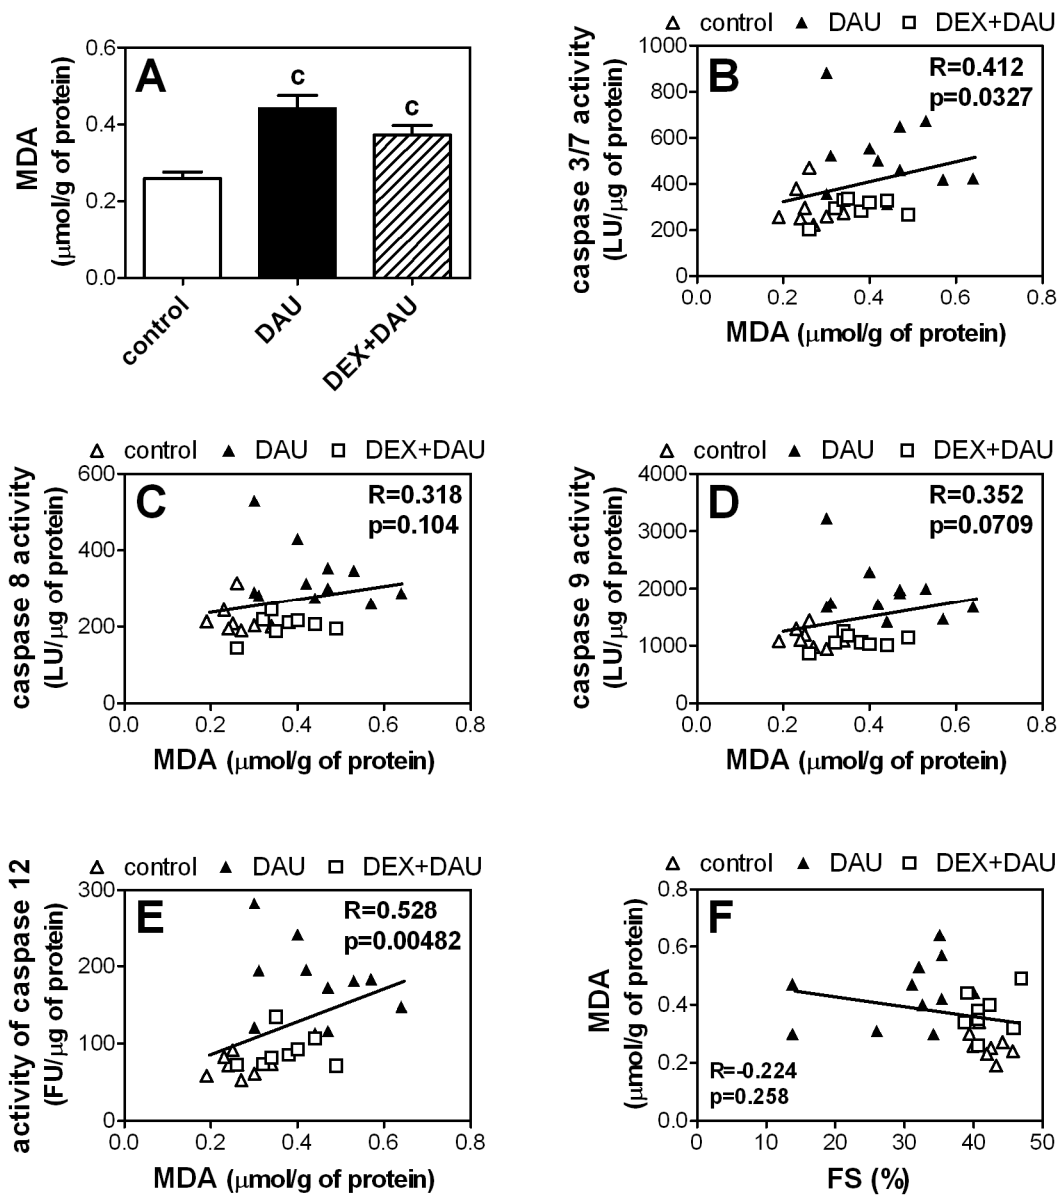 A
MDA
(µmol/g of protein)
0.6
0.4
0.2
0.0
c
c
control
DAU
DEX+DAU
control DAU DEX+DAU
B
R=0.412
p=0.0327
caspase 3/7 activity
(LU/µg of protein)
1000
800
600
400
200
0
0.0 0.2 0.4 0.6 0.8
MDA (µmol/g of protein)
control DAU DEX+DAU
C
R=0.318
p=0.104
caspase 8 activity
(LU/µg of protein)
600
400
200
0
0.0 0.2 0.4 0.6 0.8
MDA (µmol/g of protein)
control DAU DEX+DAU
D
R=0.352
p=0.0709
caspase 9 activity
(LU/µg of protein)
4000
3000
2000
1000
0
0.0 0.2 0.4 0.6 0.8
MDA (µmol/g of protein)
control DAU DEX+DAU
E
R=0.528
p=0.00482
activity of caspase 12
(FU/µg of protein)
300
200
100
0
0.0 0.2 0.4 0.6 0.8
MDA (µmol/g of protein)
control DAU DEX+DAU
F
MDA
(µmol/g of protein)
0.8
0.6
0.4
0.2
0.0
R=-0.224
p=0.258
0 10 20 30 40 50
FS (%)